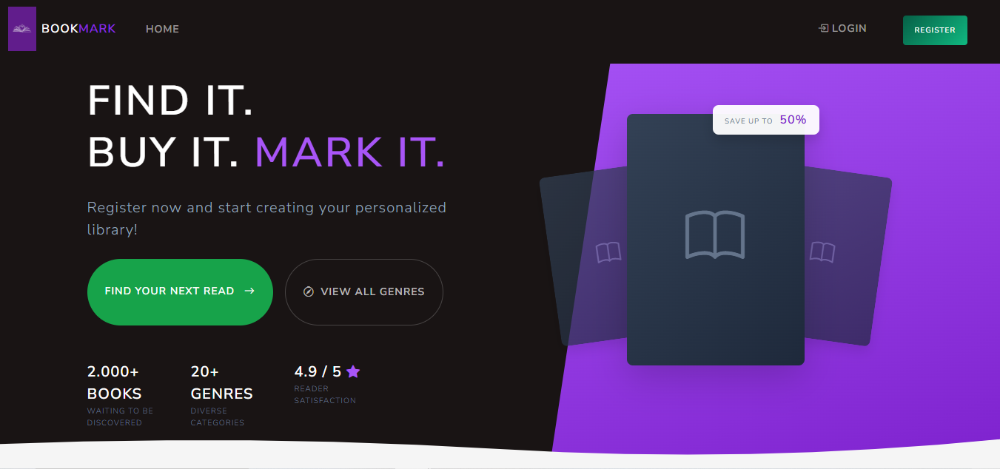 BOOKMARK HOME LOGIN REGISTER
FIND IT.
BUY IT. MARK IT.
SAVE UP TO 50%
Register now and start creating your personalized
library!
FIND YOUR NEXT READ → VIEW ALL GENRES
2.000+
BOOKS
WAITING TO BE
DISCOVERED
20+
GENRES
DIVERSE
CATEGORIES
4.9 / 5
READER
SATISFACTION